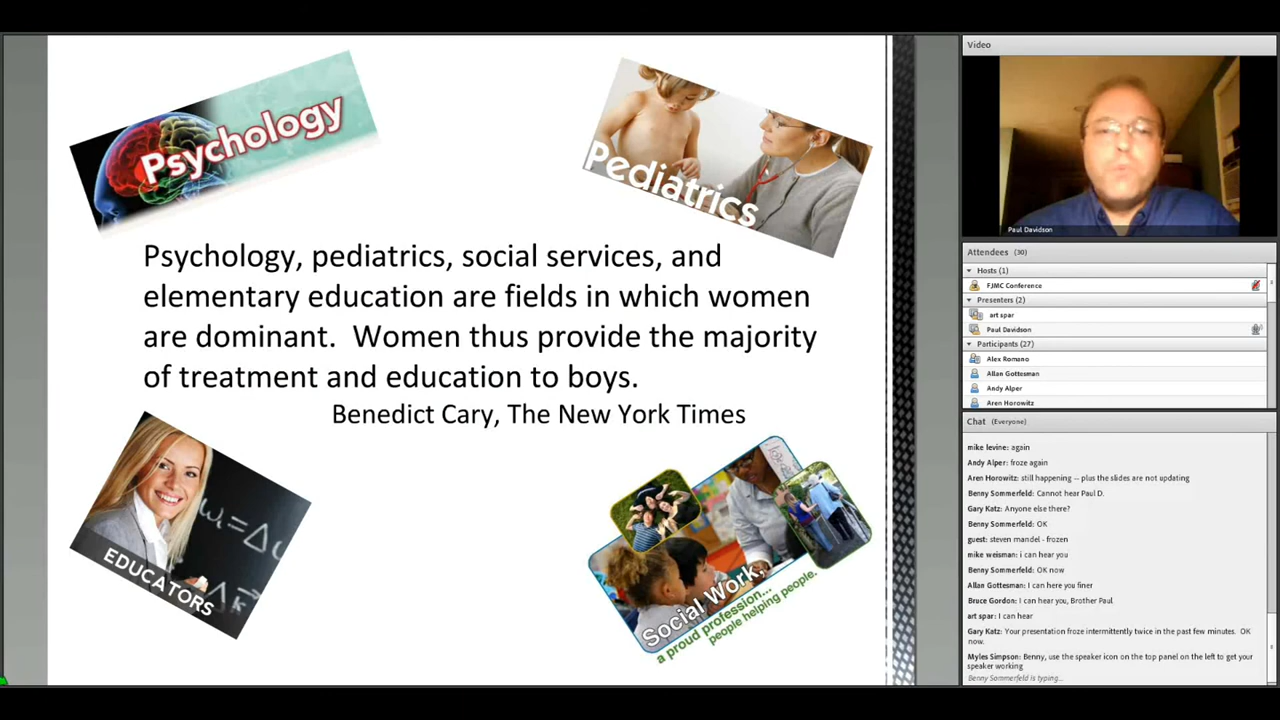 Psychology
Pediatrics
Psychology, pediatrics, social services, and
elementary education are fields in which women
are dominant.  Women thus provide the majority
of treatment and education to boys.
Benedict Cary, The New York Times
EDUCATORS
Social Work,
a proud profession...
people helping people.
Video
Paul Davidson
Attendees (30)
Hosts (1)
FJMC Conference
Presenters (2)
art spar
Paul Davidson
Participants (27)
Alex Romano
Allan Gottesman
Andy Alper
Aren Horowitz
Chat (Everyone)
mike levine: again
Andy Alper: froze again
Aren Horowitz: still happening -- plus the slides are not updating
Benny Sommerfeld: Cannot hear Paul D.
Gary Katz: Anyone else there?
Benny Sommerfeld: OK
guest: steven mandel - frozen
mike weisman: i can hear you
Benny Sommerfeld: OK now
Allan Gottesman: I can here you finer
Bruce Gordon: I can hear you, Brother Paul
art spar: I can hear
Gary Katz: Your presentation froze intermittently twice in the past few minutes.  OK
now.
Myles Simpson: Benny, use the speaker icon on the top panel on the left to get your
speaker working
Benny Sommerfeld is typing...